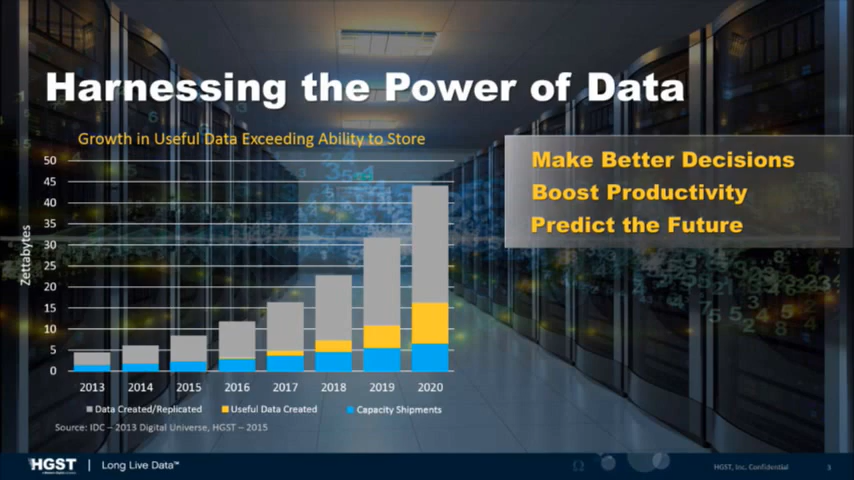 Harnessing the Power of Data
Growth in Useful Data Exceeding Ability to Store
Make Better Decisions
Boost Productivity
Predict the Future
Zettabytes
50
45
40
35
30
25
20
15
10
5
0
2013 2014 2015 2016 2017 2018 2019 2020
Data Created/Replicated Useful Data Created Capacity Shipments
Source: IDC – 2013 Digital Universe, HGST – 2015
HGST Long Live Data™
HGST, Inc. Confidential 3